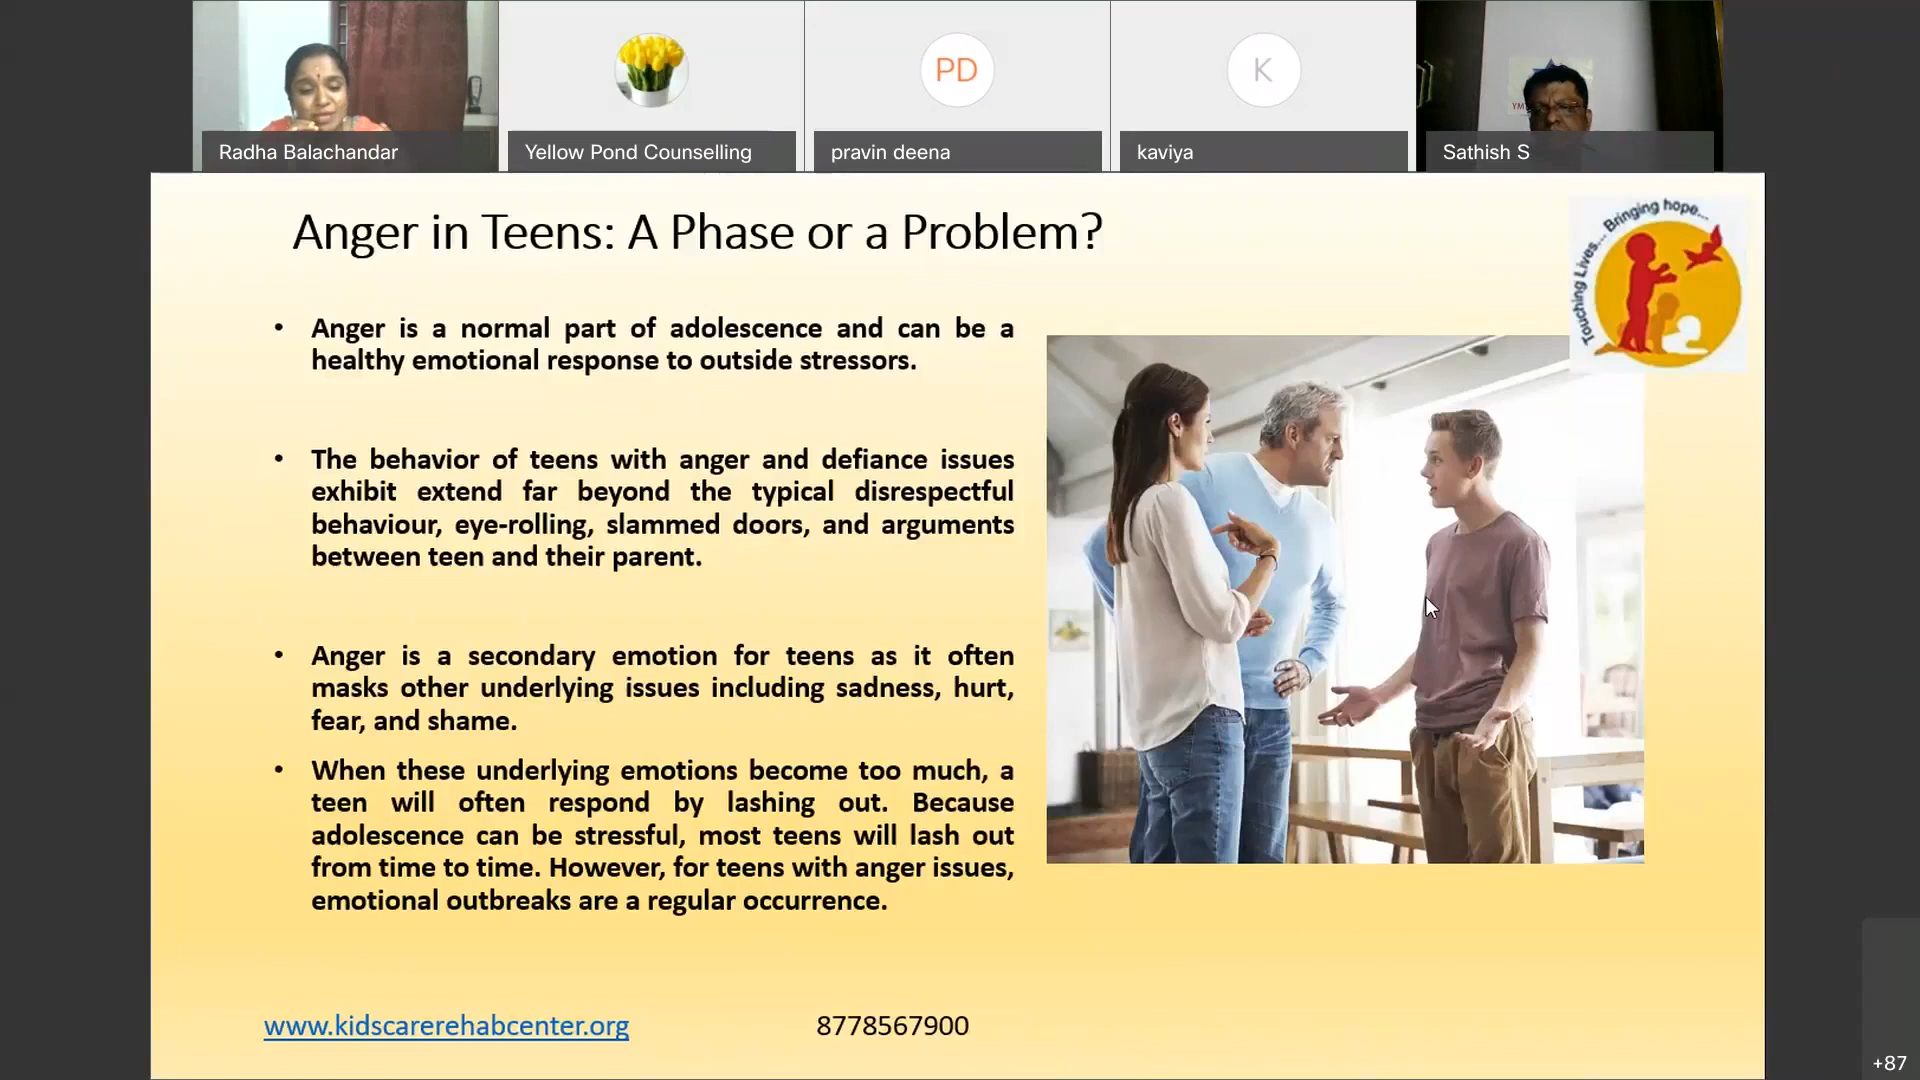 PD
K
YM
Radha Balachandar
Yellow Pond Counselling
pravin deena
kaviya
Sathish S
Anger in Teens: A Phase or a Problem?
Touching Lives... Bringing hope...
• Anger is a normal part of adolescence and can be a
healthy emotional response to outside stressors.
• The behavior of teens with anger and defiance issues
exhibit extend far beyond the typical disrespectful
behaviour, eye-rolling, slammed doors, and arguments
between teen and their parent.
• Anger is a secondary emotion for teens as it often
masks other underlying issues including sadness, hurt,
fear, and shame.
• When these underlying emotions become too much, a
teen will often respond by lashing out. Because
adolescence can be stressful, most teens will lash out
from time to time. However, for teens with anger issues,
emotional outbreaks are a regular occurrence.
www.kidscarerehabcenter.org
8778567900
+87